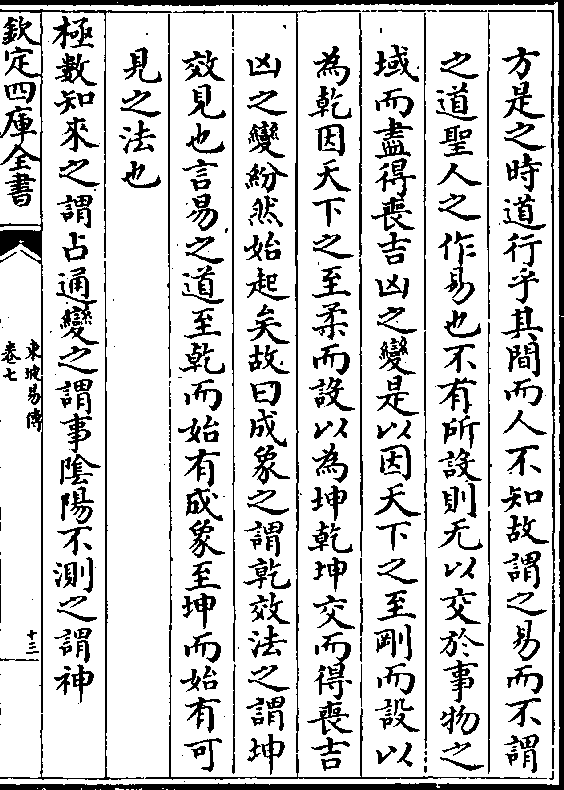 方是之時道行乎其間而人不知故謂之易而不謂
之道聖人之作易也不有所設則无以交於事物之
域而盡得喪吉凶之變是以因天下之至剛而設以
為乾因天下之至柔而設以為坤乾坤交而得喪吉
凶之變紛然始起矣故曰成象之謂乾效法之謂坤
效見也言易之道至乾而始有成象至坤而始有可
見之法也
極數知來之謂占通變之謂事隂陽不測之謂神
欽定四庫全書
東坡易傳
卷七
十三